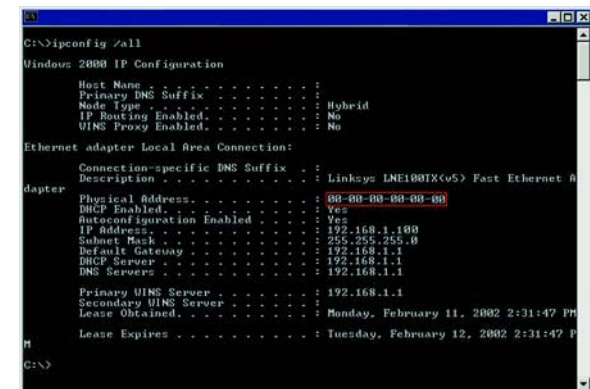 C:\>ipconfig /all
Windows 2000 IP Configuration
Host Name . . . . . . . . . . . . :
Primary DNS Suffix . . . . . . . :
Node Type . . . . . . . . . . . . : Hybrid
IP Routing Enabled. . . . . . . . : No
WINS Proxy Enabled. . . . . . . . : No
Ethernet adapter Local Area Connection:
Connection-specific DNS Suffix . :
Description . . . . . . . . . . . : Linksys LNE100TX(v5) Fast Ethernet A
dapter
Physical Address. . . . . . . . . : 00-00-00-00-00-00
DHCP Enabled. . . . . . . . . . . : Yes
Autoconfiguration Enabled . . . . : Yes
IP Address. . . . . . . . . . . . : 192.168.1.100
Subnet Mask . . . . . . . . . . . : 255.255.255.0
Default Gateway . . . . . . . . . : 192.168.1.1
DHCP Server . . . . . . . . . . . : 192.168.1.1
DNS Servers . . . . . . . . . . . : 192.168.1.1
Primary WINS Server . . . . . . . : 192.168.1.1
Secondary WINS Server . . . . . . :
Lease Obtained. . . . . . . . . . : Monday, February 11, 2002 2:31:47 PM
Lease Expires . . . . . . . . . . : Tuesday, February 12, 2002 2:31:47 P
M
C:\>